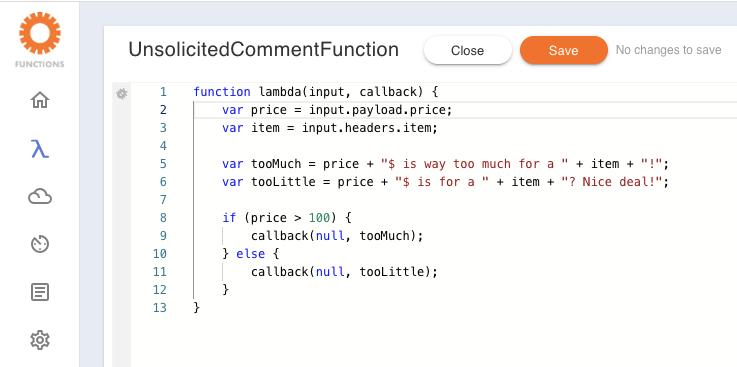 FUNCTIONS
UnsolicitedCommentFunction
Close
Save
No changes to save
1 function lambda(input, callback) {
2     var price = input.payload.price;
3     var item = input.headers.item;
4
5     var tooMuch = price + "$ is way too much for a " + item + "!";
6     var tooLittle = price + "$ is for a " + item + "? Nice deal!";
7
8     if (price > 100) {
9         callback(null, tooMuch);
10     } else {
11         callback(null, tooLittle);
12     }
13 }